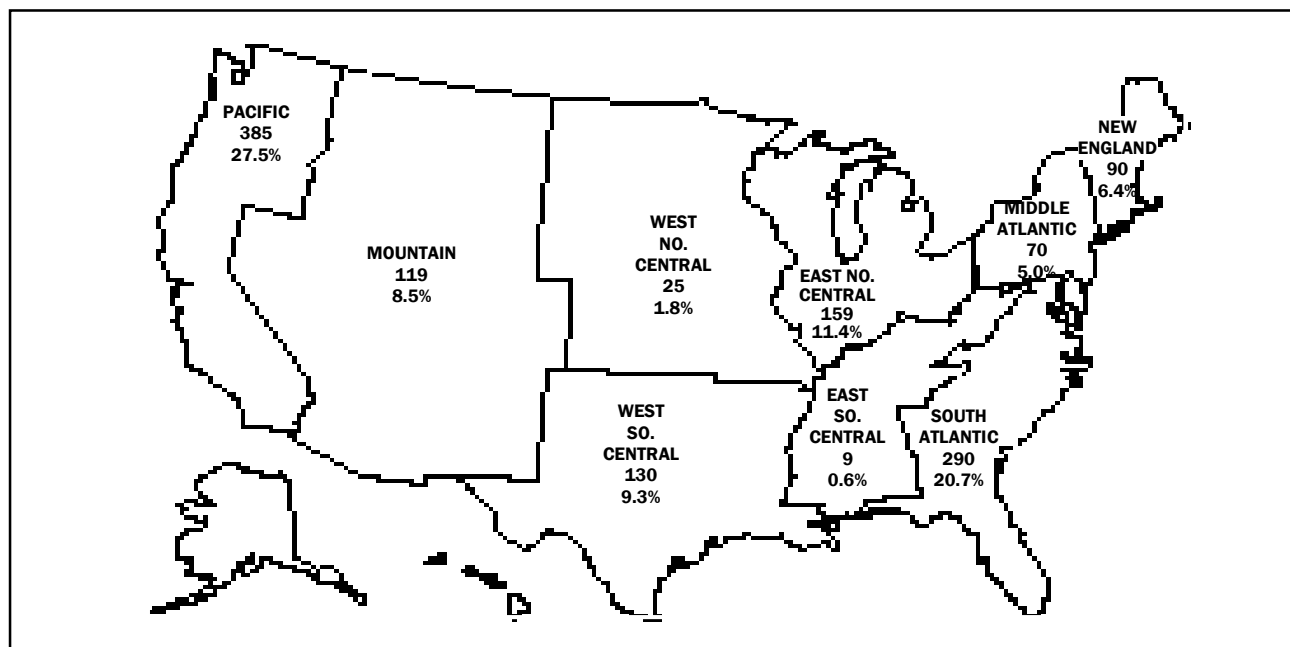 PACIFIC
385
27.5%
MOUNTAIN
119
8.5%
WEST
NO.
CENTRAL
25
1.8%
EAST NO.
CENTRAL
159
11.4%
NEW
ENGLAND
90
6.4%
MIDDLE
ATLANTIC
70
5.0%
WEST
SO.
CENTRAL
130
9.3%
EAST
SO.
CENTRAL
9
0.6%
SOUTH
ATLANTIC
290
20.7%